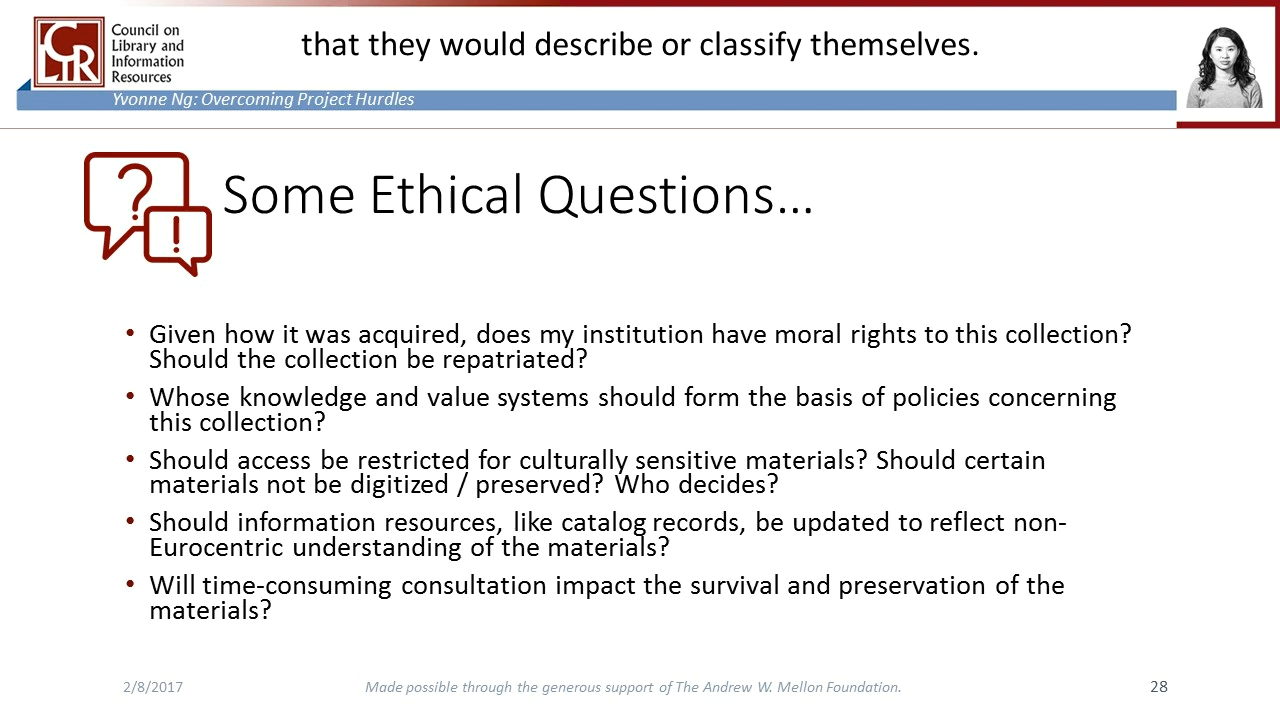 CLIR
Council on
Library and
Information
Resources
that they would describe or classify themselves.
Yvonne Ng: Overcoming Project Hurdles
? !
Some Ethical Questions...
• Given how it was acquired, does my institution have moral rights to this collection?
Should the collection be repatriated?
• Whose knowledge and value systems should form the basis of policies concerning
this collection?
• Should access be restricted for culturally sensitive materials? Should certain
materials not be digitized / preserved? Who decides?
• Should information resources, like catalog records, be updated to reflect non-
Eurocentric understanding of the materials?
• Will time-consuming consultation impact the survival and preservation of the
materials?
2/8/2017
Made possible through the generous support of The Andrew W. Mellon Foundation.
28